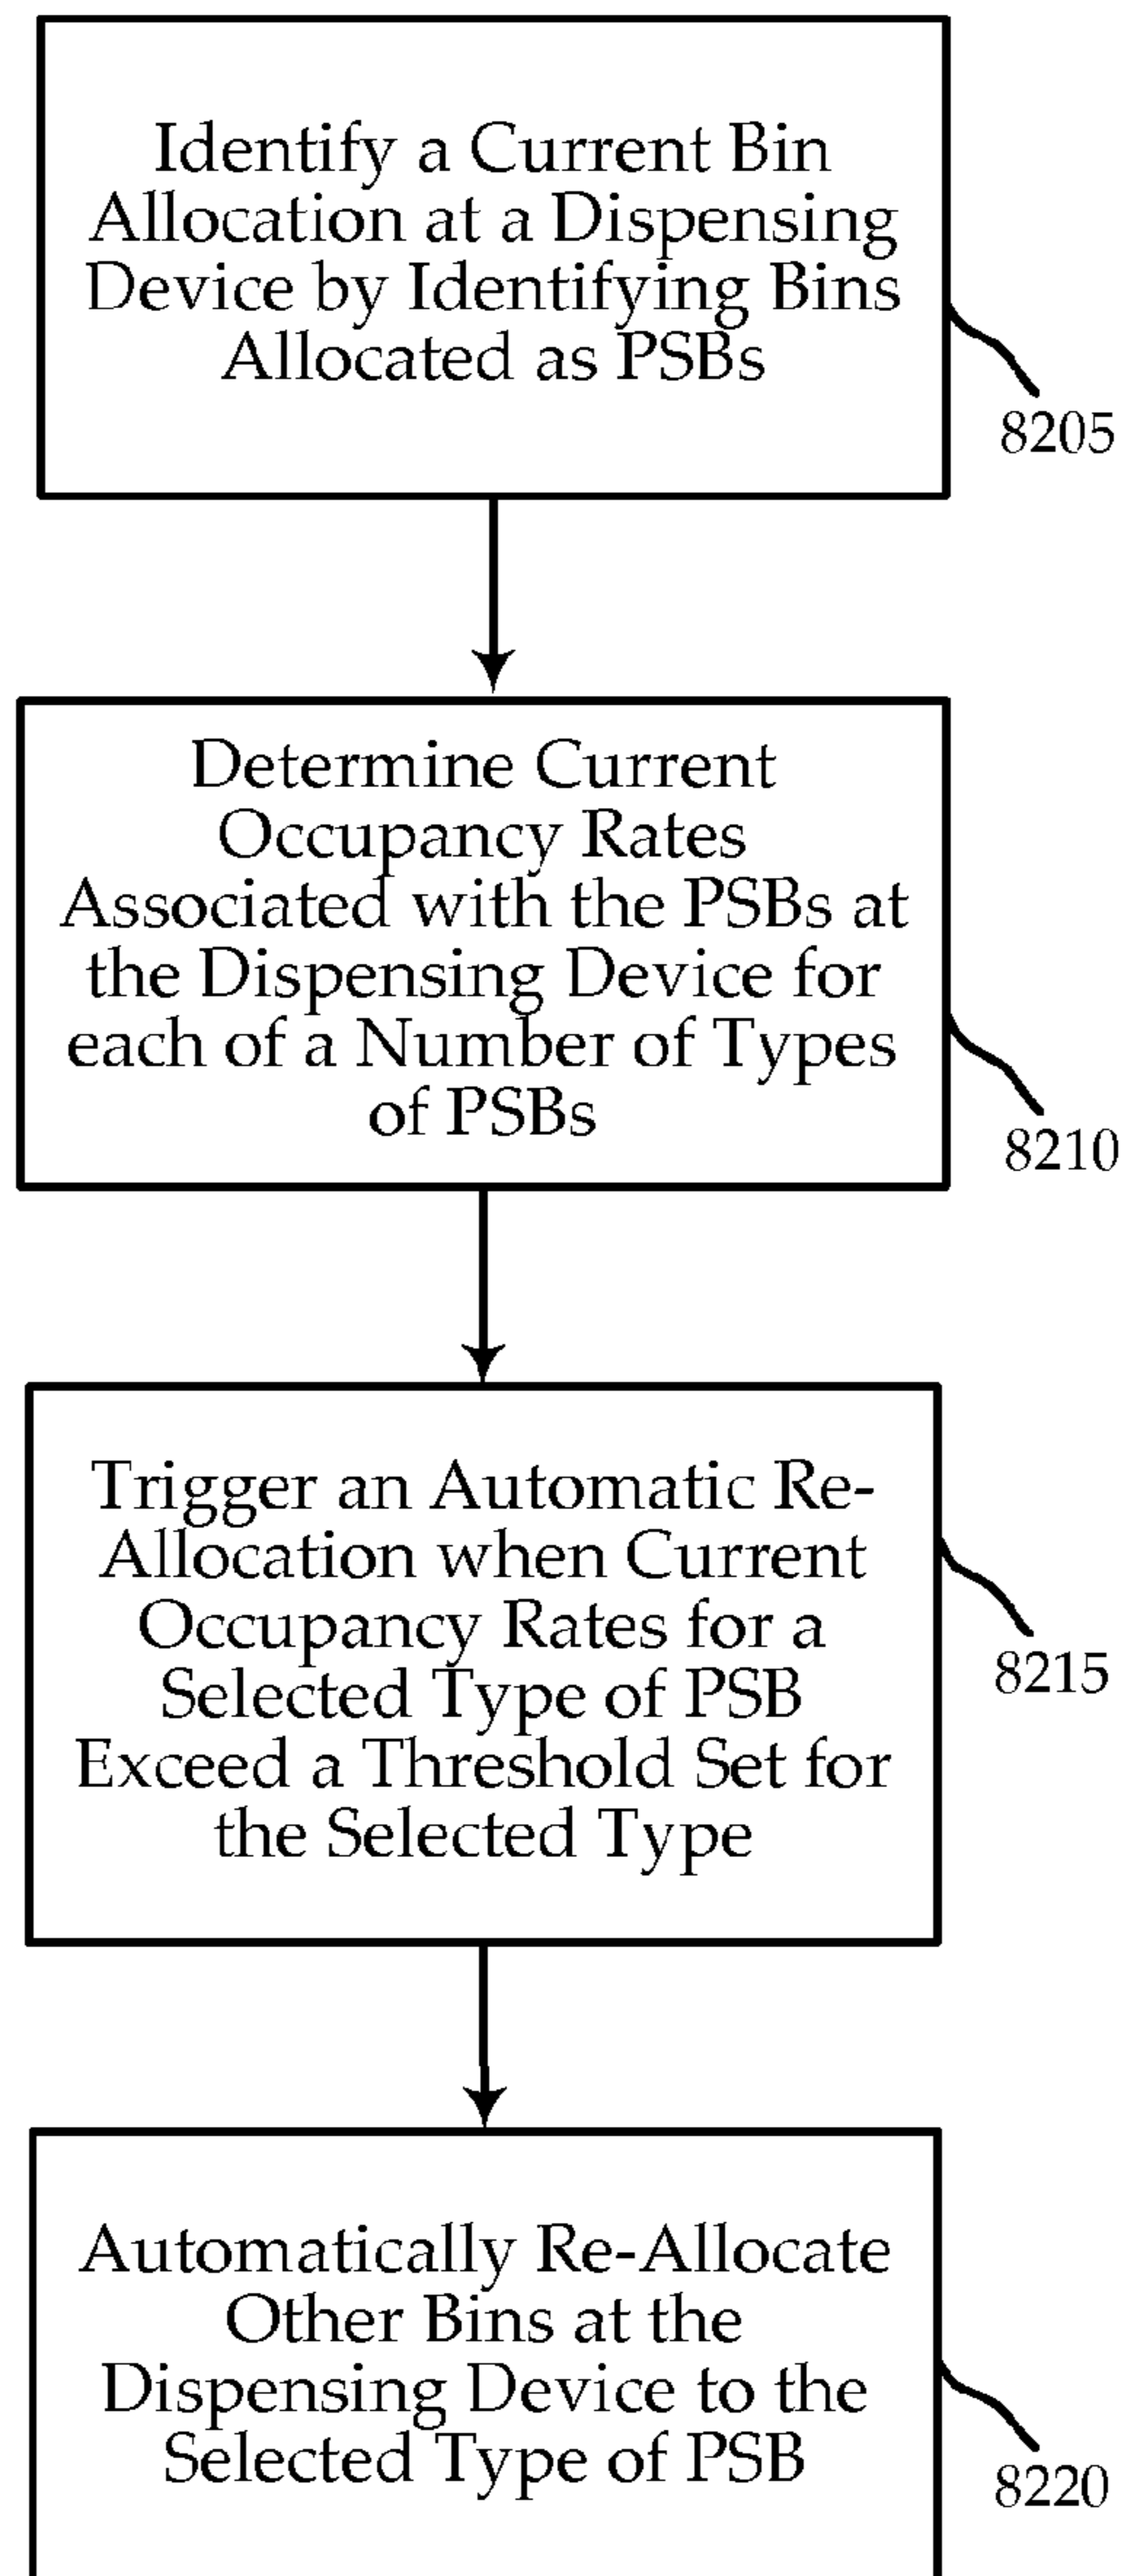 Identify a Current Bin
Allocation at a Dispensing
Device by Identifying Bins
Allocated as PSBs
8205
Determine Current
Occupancy Rates
Associated with the PSBs at
the Dispensing Device for
each of a Number of Types
of PSBs
8210
Trigger an Automatic Re-
Allocation when Current
Occupancy Rates for a
Selected Type of PSB
Exceed a Threshold Set for
the Selected Type
8215
Automatically Re-Allocate
Other Bins at the
Dispensing Device to the
Selected Type of PSB
8220